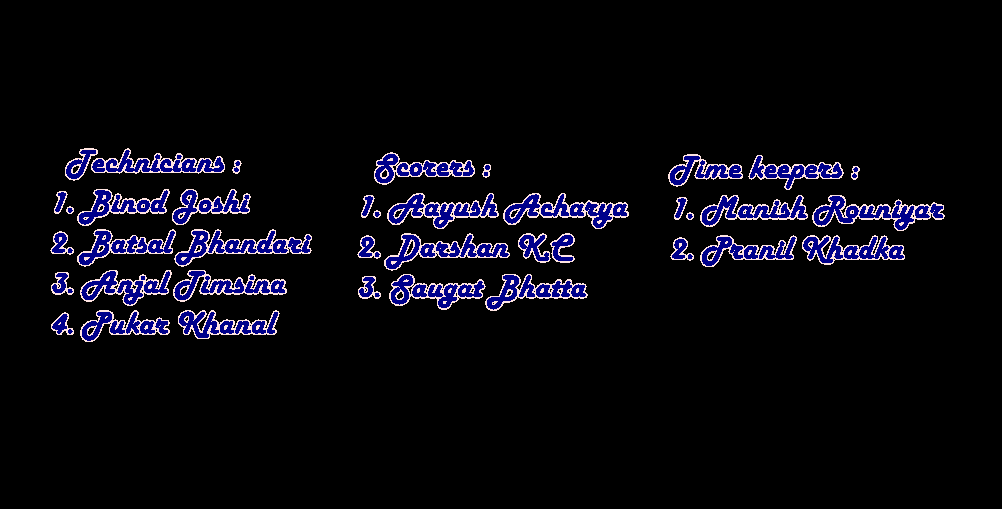 Technicians :
1. Binod Joshi
2. Batsal Bhandari
3. Anjal Timsina
4. Pukar Khanal
Scorers :
1. Aayush Acharya
2. Darshan K.C
3. Saugat Bhatta
Time keepers :
1. Manish Rouniyar
2. Pranil Khadka